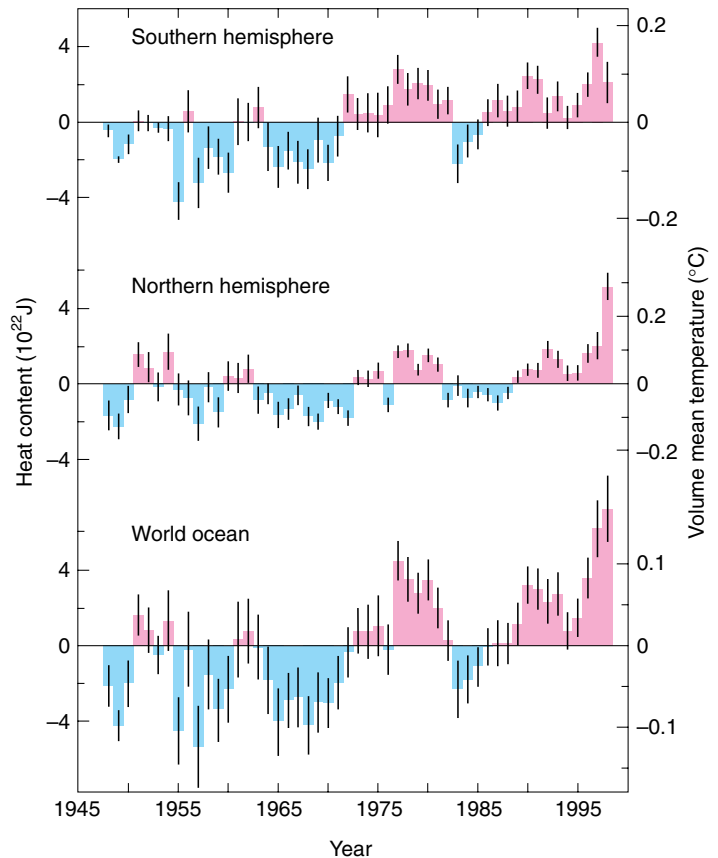 Southern hemisphere
4
0
−4
0.2
0
−0.2
Northern hemisphere
4
0
−4
0.2
0
−0.2
World ocean
4
0
−4
0.1
0
−0.1
Heat content (10²²J)
Volume mean temperature (°C)
1945 1955 1965 1975 1985 1995
Year